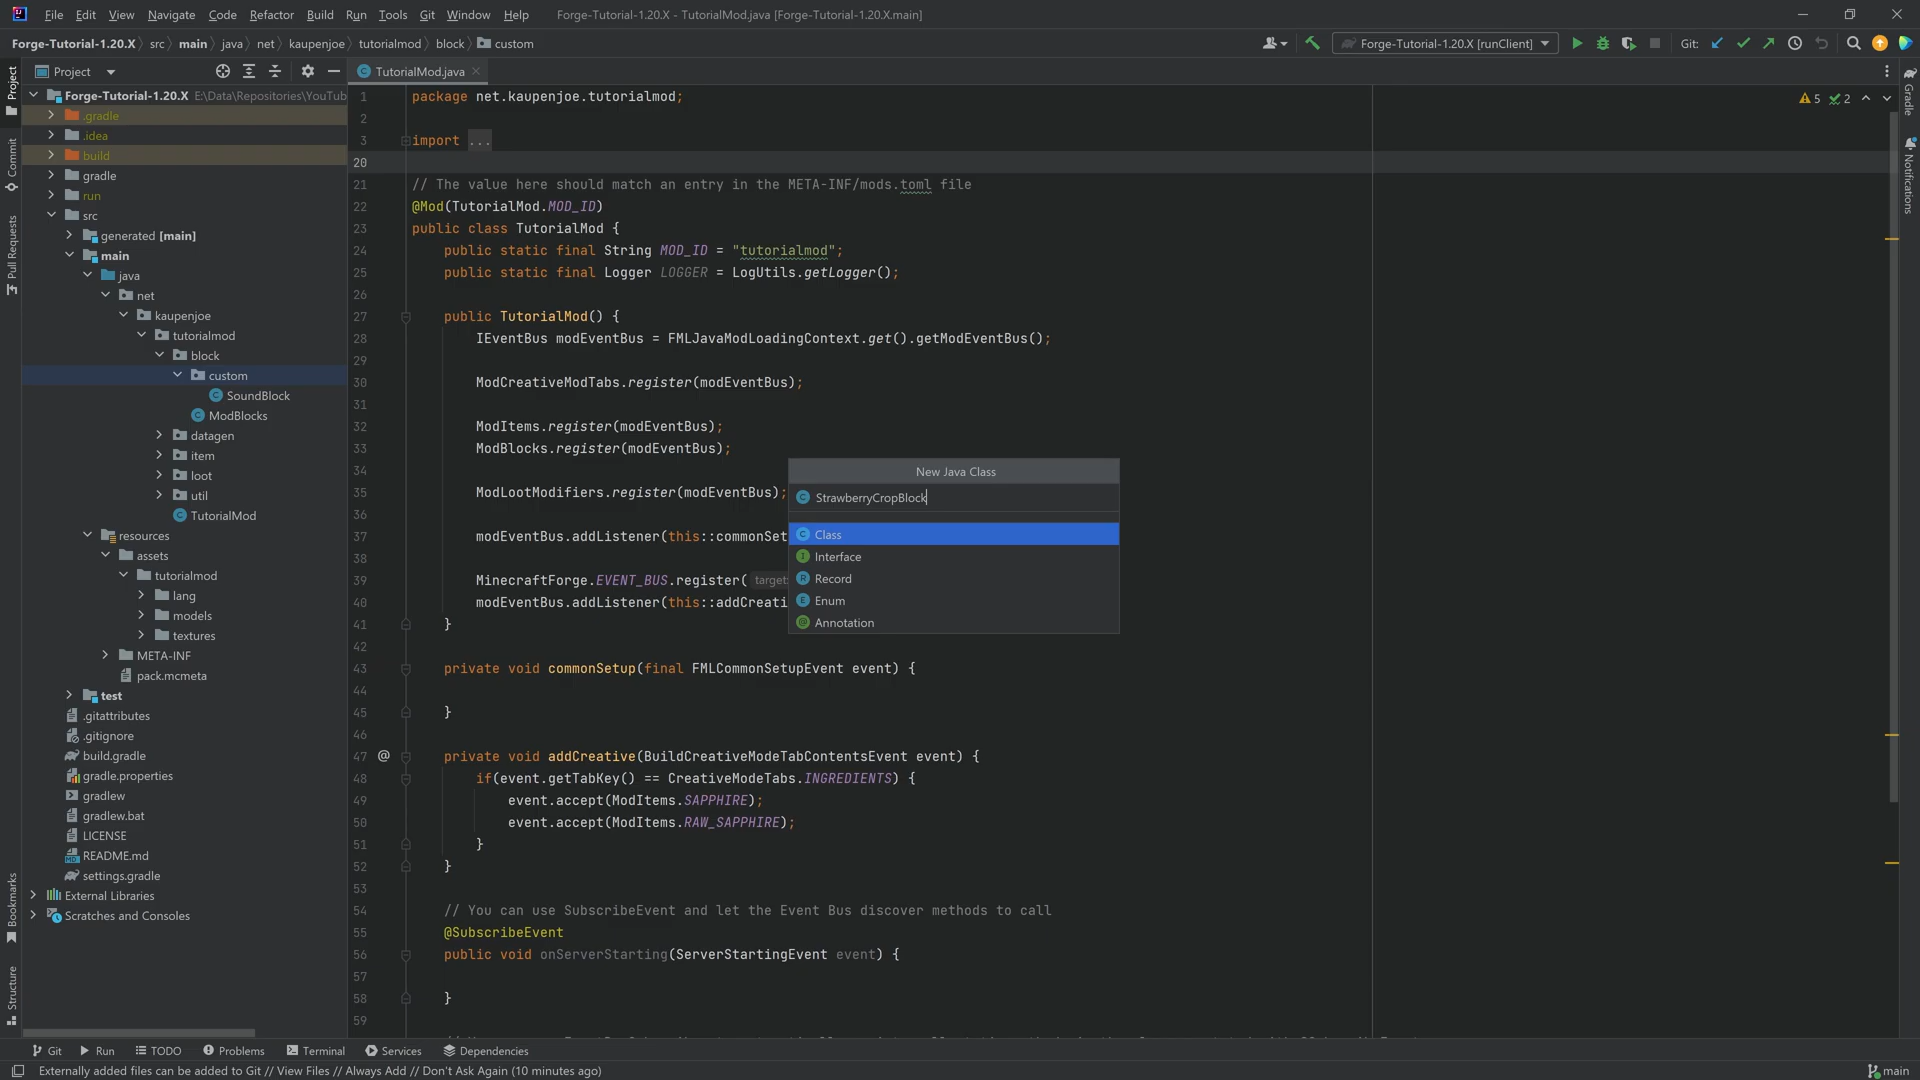 File Edit View Navigate Code Refactor Build Run Tools Git Window Help Forge-Tutorial-1.20.X - TutorialMod.java [Forge-Tutorial-1.20.X.main]
Forge-Tutorial-1.20.X src main java net kaupenjoe tutorialmod block custom
Forge-Tutorial-1.20.X [runClient] Git:
Project
TutorialMod.java
Forge-Tutorial-1.20.X E:\Data\Repositories\YouTub
.gradle
.idea
build
gradle
run
src
generated [main]
main
java
net
kaupenjoe
tutorialmod
block
custom
SoundBlock
ModBlocks
datagen
item
loot
util
TutorialMod
resources
assets
tutorialmod
lang
models
textures
META-INF
pack.mcmeta
test
.gitattributes
.gitignore
build.gradle
gradle.properties
gradlew
gradlew.bat
LICENSE
README.md
settings.gradle
External Libraries
Scratches and Consoles
Project
Commit
Pull Requests
Bookmarks
Structure
1 package net.kaupenjoe.tutorialmod;
2
3 import ...
20
21 // The value here should match an entry in the META-INF/mods.toml file
22 @Mod(TutorialMod.MOD_ID)
23 public class TutorialMod {
24 public static final String MOD_ID = "tutorialmod";
25 public static final Logger LOGGER = LogUtils.getLogger();
26
27 public TutorialMod() {
28 IEventBus modEventBus = FMLJavaModLoadingContext.get().getModEventBus();
29
30 ModCreativeModTabs.register(modEventBus);
31
32 ModItems.register(modEventBus);
33 ModBlocks.register(modEventBus);
34
35 ModLootModifiers.register(modEventBus);
36
37 modEventBus.addListener(this::commonSet
38
39 MinecraftForge.EVENT_BUS.register( target:
40 modEventBus.addListener(this::addCreati
41 }
42
43 private void commonSetup(final FMLCommonSetupEvent event) {
44
45 }
46
47 @ private void addCreative(BuildCreativeModeTabContentsEvent event) {
48 if(event.getTabKey() == CreativeModeTabs.INGREDIENTS) {
49 event.accept(ModItems.SAPPHIRE);
50 event.accept(ModItems.RAW_SAPPHIRE);
51 }
52 }
53
54 // You can use SubscribeEvent and let the Event Bus discover methods to call
55 @SubscribeEvent
56 public void onServerStarting(ServerStartingEvent event) {
57
58 }
59
New Java Class
StrawberryCropBlock
Class
Interface
Record
Enum
Annotation
5 2
Gradle
Notifications
Git Run TODO Problems Terminal Services Dependencies
Externally added files can be added to Git // View Files // Always Add // Don't Ask Again (10 minutes ago)
main